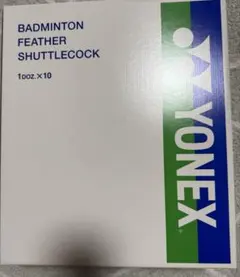 BADMINTON
FEATHER
SHUTTLECOCK
1DOZ.×10
YONEX